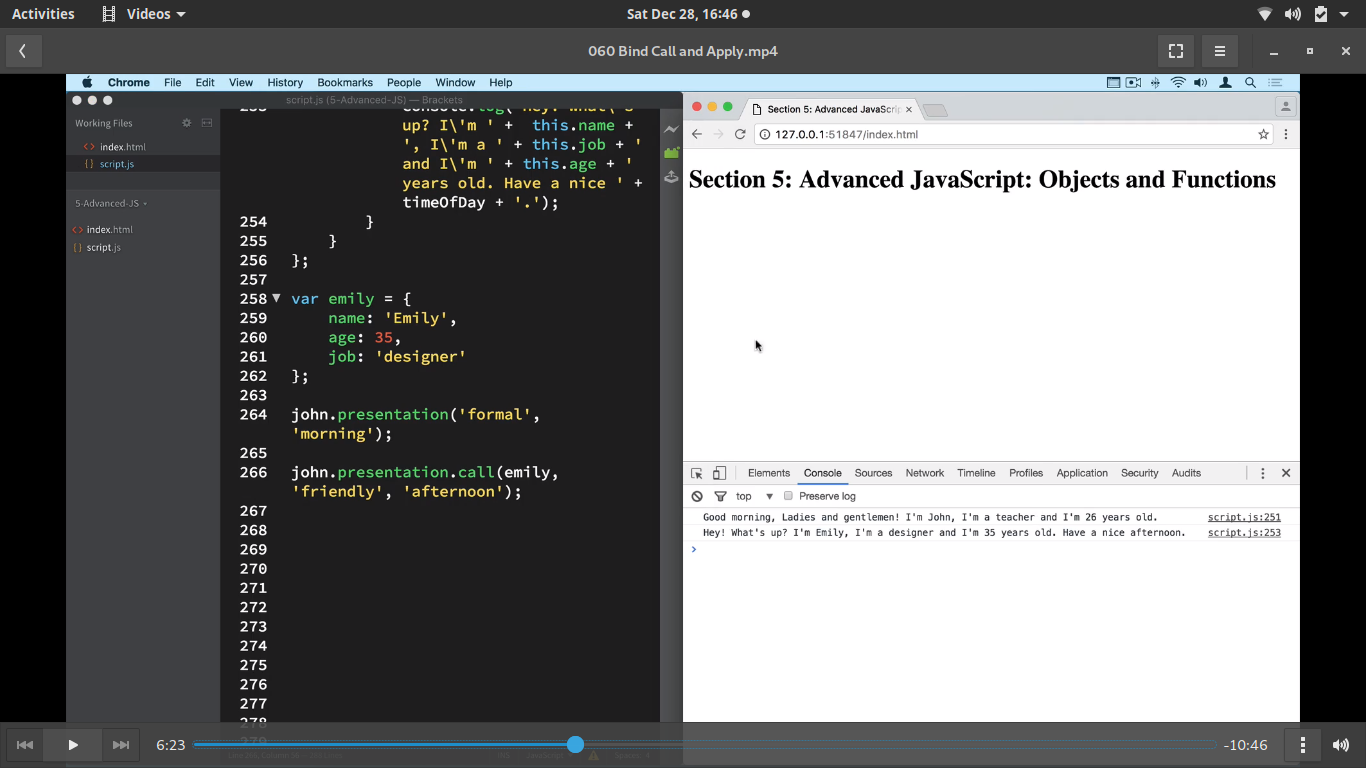 Activities Videos Sat Dec 28, 16:46
060 Bind Call and Apply.mp4
Chrome File Edit View History Bookmarks People Window Help
script.js (5-Advanced-JS) — Brackets
Working Files
<> index.html
{} script.js
5-Advanced-JS
<> index.html
{} script.js
up? I\'m ' + this.name +
', I\'m a ' + this.job + '
and I\'m ' + this.age + '
years old. Have a nice ' +
timeOfDay + '.');
254 }
255 }
256 };
257
258 var emily = {
259 name: 'Emily',
260 age: 35,
261 job: 'designer'
262 };
263
264 john.presentation('formal',
'morning');
265
266 john.presentation.call(emily,
'friendly', 'afternoon');
267
268
269
270
271
272
273
274
275
276
277
278
Section 5: Advanced JavaScri
127.0.0.1:51847/index.html
Section 5: Advanced JavaScript: Objects and Functions
Elements Console Sources Network Timeline Profiles Application Security Audits
top Preserve log
Good morning, Ladies and gentlemen! I'm John, I'm a teacher and I'm 26 years old. script.js:251
Hey! What's up? I'm Emily, I'm a designer and I'm 35 years old. Have a nice afternoon. script.js:253
>
6:23 -10:46